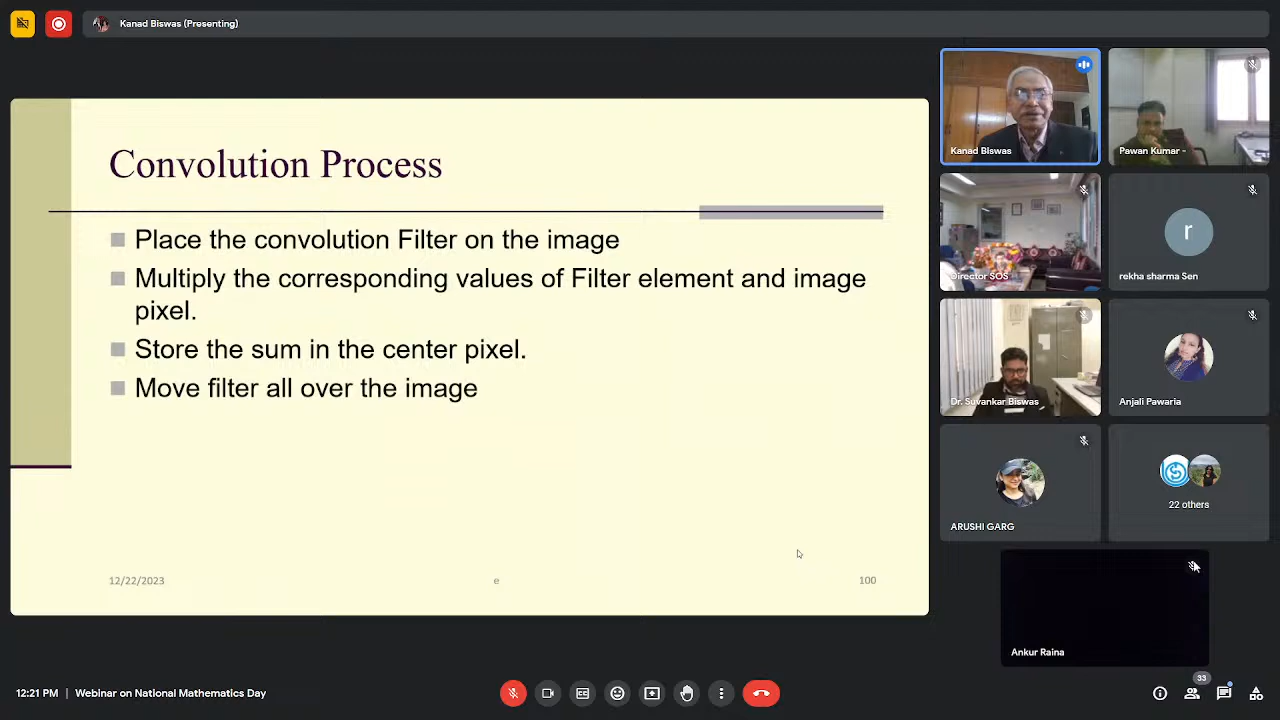 Kanad Biswas (Presenting)
Convolution Process
Place the convolution Filter on the image
Multiply the corresponding values of Filter element and image
pixel.
Store the sum in the center pixel.
Move filter all over the image
12/22/2023
e
100
Kanad Biswas
Pawan Kumar -
Director SOS
r
rekha sharma Sen
Dr. Suvankar Biswas
Anjali Pawaria
ARUSHI GARG
22 others
Ankur Raina
12:21 PM | Webinar on National Mathematics Day
33